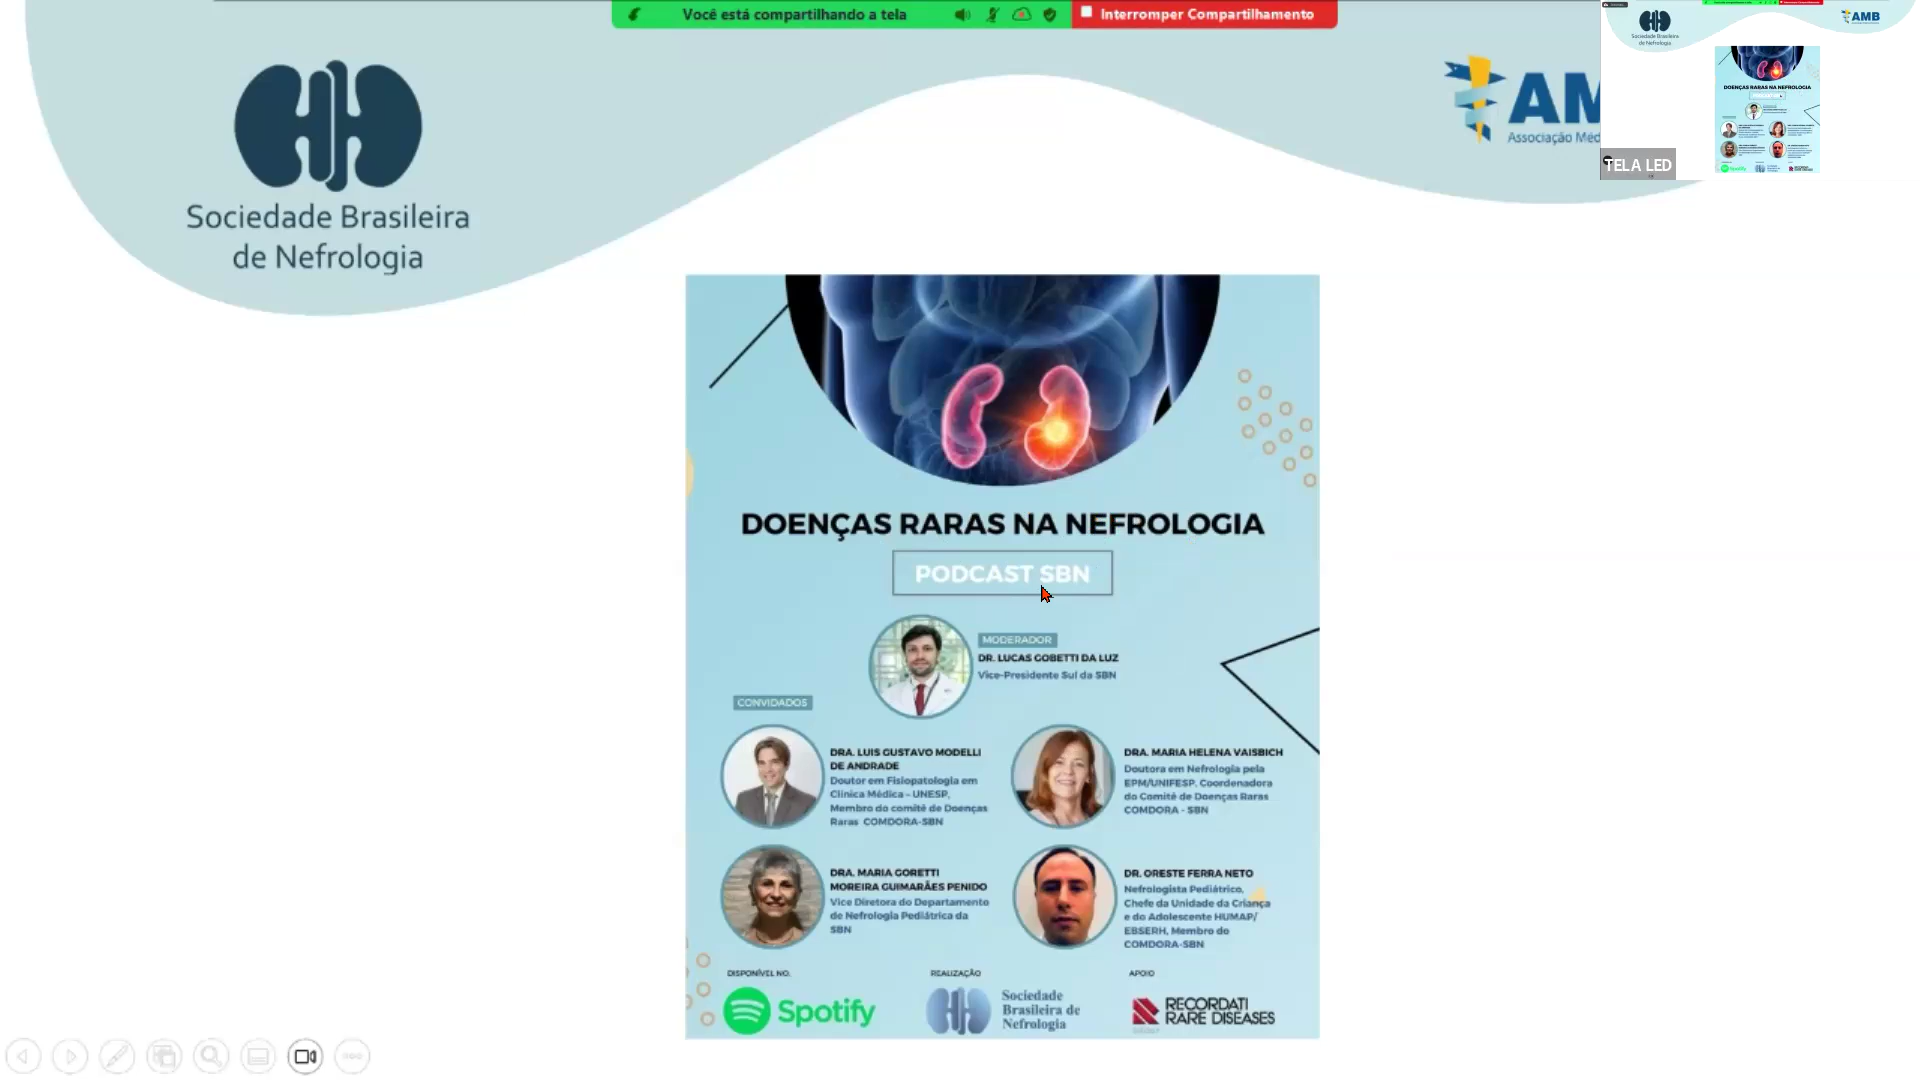 Você está compartilhando a tela
Interromper Compartilhamento
Sociedade Brasileira
de Nefrologia
AMB
TELA LED
DOENÇAS RARAS NA NEFROLOGIA
PODCAST SBN
MODERADOR
DR. LUCAS GOBETTI DA LUZ
Vice-Presidente Sul da SBN
CONVIDADOS
DRA. LUIS GUSTAVO MODELLI
DE ANDRADE
Doutor em Fisiopatologia em
Clínica Médica - UNESP,
Membro do comitê de Doenças
Raras COMDORA-SBN
DRA. MARIA HELENA VAISBICH
Doutora em Nefrologia pela
EPM/UNIFESP, Coordenadora
do Comitê de Doenças Raras
COMDORA - SBN
DRA. MARIA GORETTI
MOREIRA GUIMARÃES PENIDO
Vice Diretora do Departamento
de Nefrologia Pediátrica da
SBN
DR. ORESTE FERRA NETO
Nefrologista Pediátrico,
Chefe da Unidade da Criança
e do Adolescente HUMAP/
EBSERH, Membro do
COMDORA-SBN
DISPONÍVEL NO.
Spotify
REALIZAÇÃO
Sociedade
Brasileira de
Nefrologia
APOIO
RECORDATI
RARE DISEASES